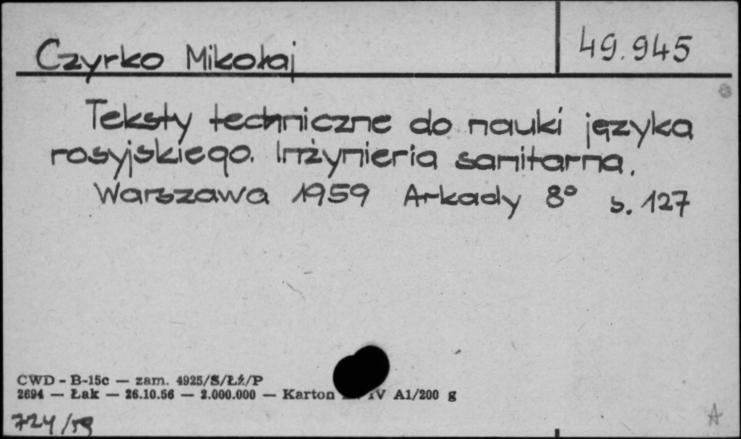 Czyrko Mikołaj
49.945
Teksty techniczne do nauki języka
rosyjskiego. Inżynieria sanitarna.
Warszawa 1959 Arkady 8° s. 127
CWD - B-15c — zam. 4925/S/ŁŻ/P
2694 — Łak — 26.10.56 — 2.000.000 — Karton IV A1/200 g
724/59
A